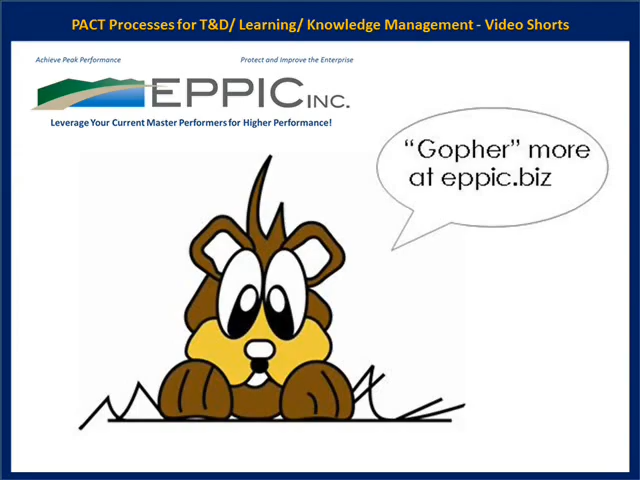 PACT Processes for T&D/ Learning/ Knowledge Management - Video Shorts
Achieve Peak Performance Protect and Improve the Enterprise
EPPIC INC.
Leverage Your Current Master Performers for Higher Performance!
“Gopher” more
at eppic.biz